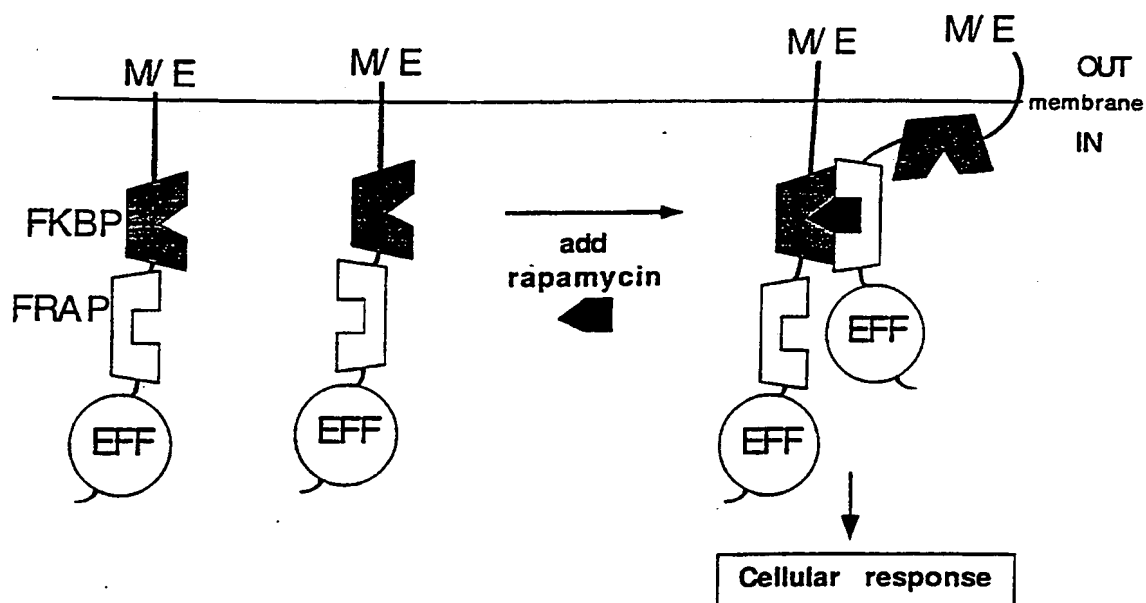 M/ E
M/ E
M/ E
M/ E
OUT
membrane
IN
FKBP
FRAP
add
rapamycin
EFF
EFF
EFF
EFF
Cellular response